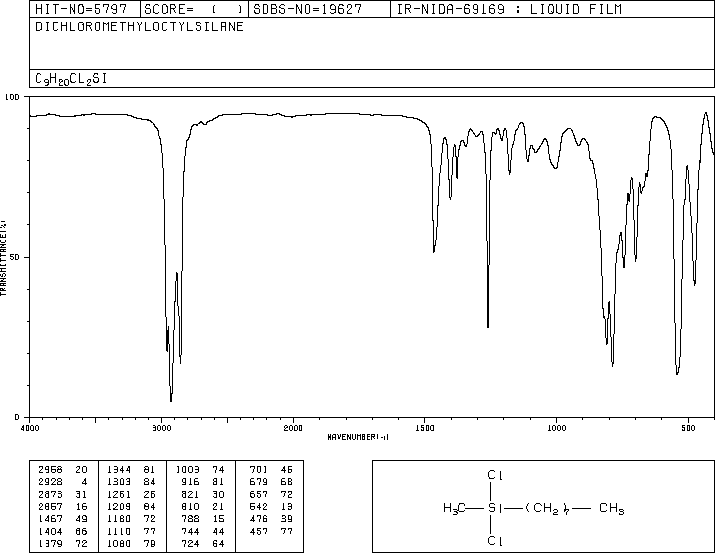 HIT-NO=5797 SCORE= ( ) SDBS-NO=19627 IR-NIDA-69169 : LIQUID FILM
DICHLOROMETHYLOCTYLSILANE
C9H20CL2SI
100
50
0
TRANSMITTANCE(%)
4000 3000 2000 1500 1000 500
WAVENUMBER(-1)
2968 20 1344 81 1003 74 701 46
2928 4 1303 84 916 81 679 68
2873 31 1261 26 821 30 657 72
2857 16 1209 84 810 21 542 13
1467 49 1180 72 788 15 476 39
1404 66 1110 77 744 44 457 77
1379 72 1080 79 724 64
Cl
H3C Si (CH2)7 CH3
Cl